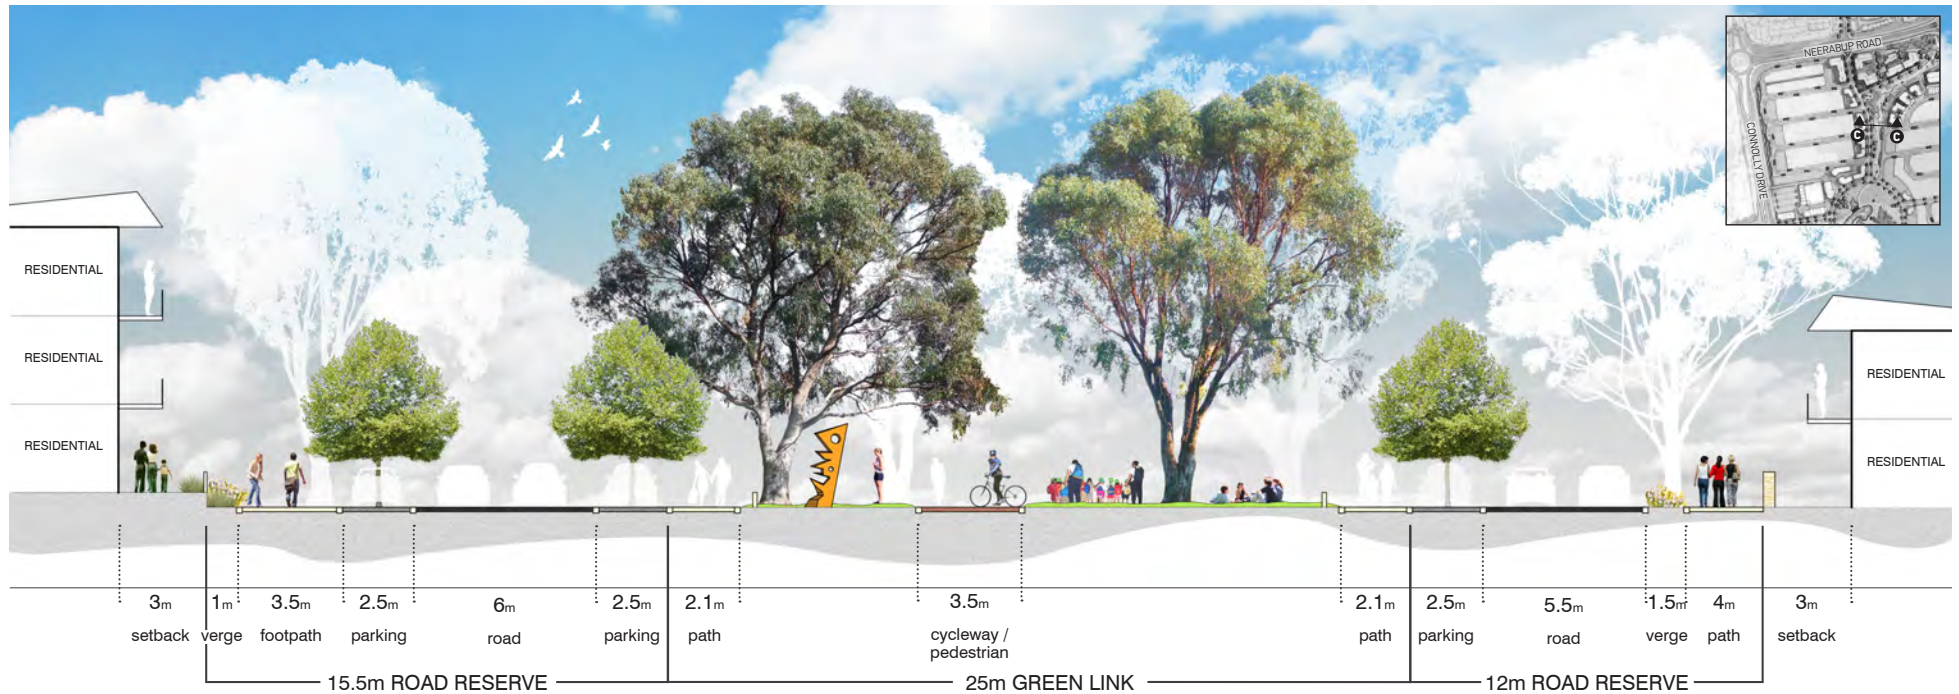 NEERABUP ROAD
CONNOLLY DRIVE
C C
RESIDENTIAL
RESIDENTIAL
RESIDENTIAL
RESIDENTIAL
RESIDENTIAL
3m 1m 3.5m 2.5m 6m 2.5m 2.1m 3.5m 2.1m 2.5m 5.5m 1.5m 4m 3m
setback verge footpath parking road parking path cycleway / path parking road verge path setback
pedestrian
15.5m ROAD RESERVE 25m GREEN LINK 12m ROAD RESERVE